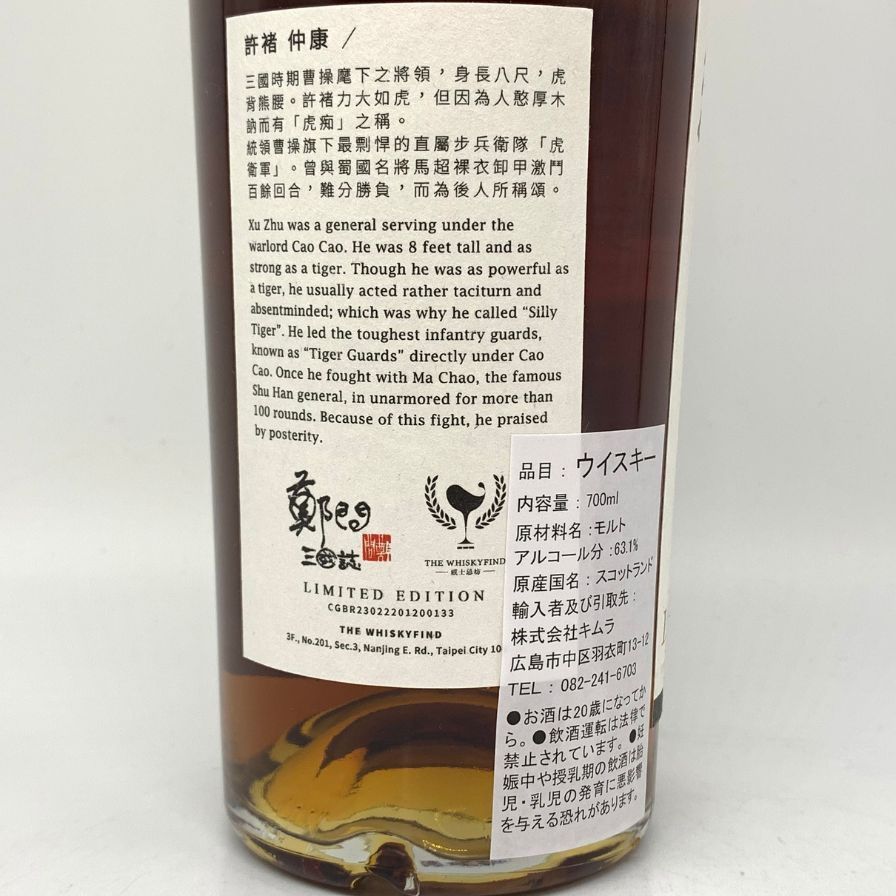 許褚 仲康 /
三國時期曹操麾下之將領，身長八尺，虎
背熊腰。許褚力大如虎，但因為人憨厚木
訥而有「虎痴」之稱。
統領曹操旗下最剽悍的直屬步兵衛隊「虎
衛軍」。曾與蜀國名將馬超裸衣卸甲激鬥
百餘回合，難分勝負，而為後人所稱頌。
Xu Zhu was a general serving under the
warlord Cao Cao. He was 8 feet tall and as
strong as a tiger. Though he was as powerful as
a tiger, he usually acted rather taciturn and
absentminded; which was why he called “Silly
Tiger”. He led the toughest infantry guards,
known as “Tiger Guards” directly under Cao
Cao. Once he fought with Ma Chao, the famous
Shu Han general, in unarmored for more than
100 rounds. Because of this fight, he praised
by posterity.
鄭問
三國誌
THE WHISKYFIND
威士忌坊
LIMITED EDITION
CGBR23022201200133
THE WHISKYFIND
3F., No.201, Sec.3, Nanjing E. Rd., Taipei City 10
品目：ウイスキー
内容量：700ml
原材料名：モルト
アルコール分：63.1%
原産国名：スコットランド
輸入者及び引取先：
株式会社キムラ
広島市中区羽衣町13-12
TEL：082-241-6703
●お酒は20歳になってか
ら。●飲酒運転は法律で
禁止されています。●妊
娠中や授乳期の飲酒は胎
児・乳児の発育に悪影響
を与える恐れがあります。